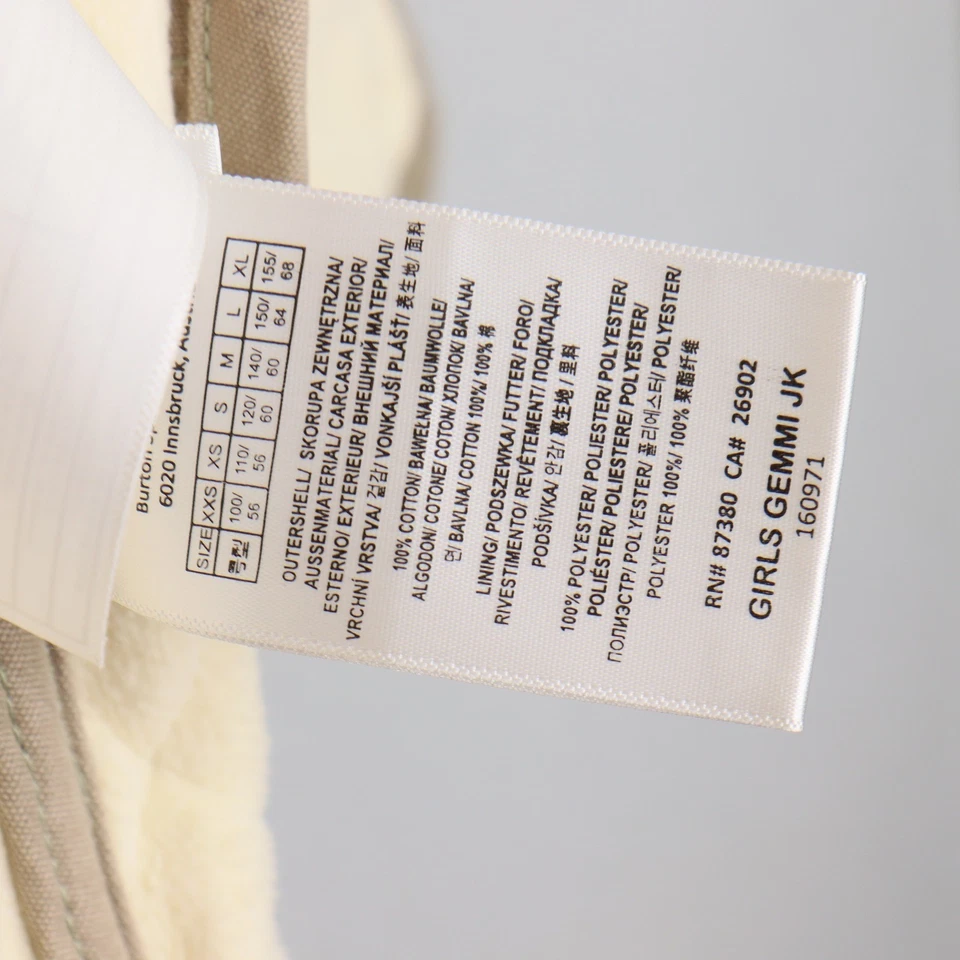 Burton
6020 Innsbruck,
SIZE XXS XS S M L XL
号型 100/56 110/56 120/60 140/60 150/64 155/68
OUTERSHELL/ SKORUPA ZEWNĘTRZNA/
AUSSENMATERIAL/ CARCASA EXTERIOR/
ESTERNO/ EXTERIEUR/ ВНЕШНИЙ МАТЕРИАЛ/
VRCHNÍ VRSTVA/ 겉감/ VONKAJŠÍ PLÁŠŤ/ 表生地/ 面料
100% COTTON/ BAWEŁNA/ BAUMWOLLE/
ALGODON/ COTONE/ COTON/ ХЛОПОК/ BAVLNA/
면/ BAVLNA/ COTTON 100%/ 100% 棉
LINING/ PODSZEWKA/ FUTTER/ FORO/
RIVESTIMENTO/ REVÊTEMENT/ ПОДКЛАДКА/
PODŠÍVKA/ 안감/ 裏生地/ 里料
100% POLYESTER/ POLIESTER/ POLYESTER/
POLIÉSTER/ POLIESTERE/ POLYESTER/
ПОЛИЭСТР/ POLYESTER/ 폴리에스터/ POLYESTER/
POLYESTER 100%/ 100% 聚酯纤维
RN# 87380 CA# 26902
GIRLS GEMMI JK
160971